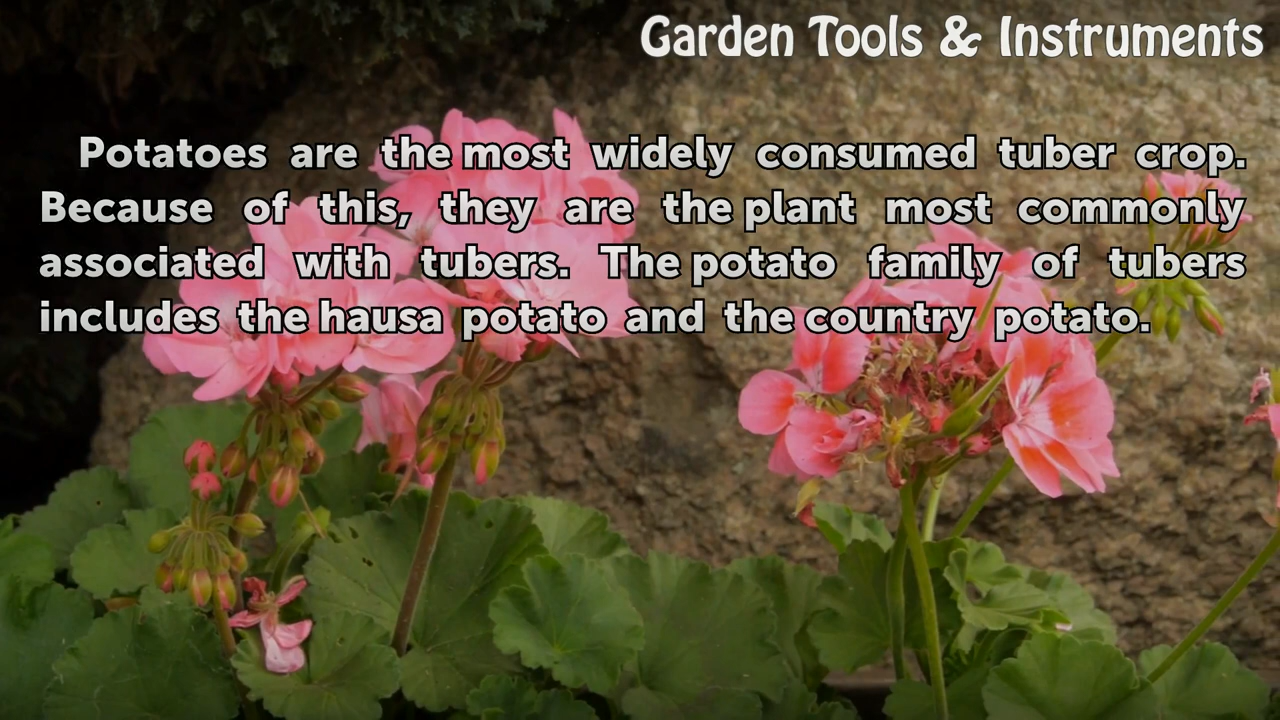 Garden Tools & Instruments
Potatoes are the most widely consumed tuber crop.
Because of this, they are the plant most commonly
associated with tubers. The potato family of tubers
includes the hausa potato and the country potato.